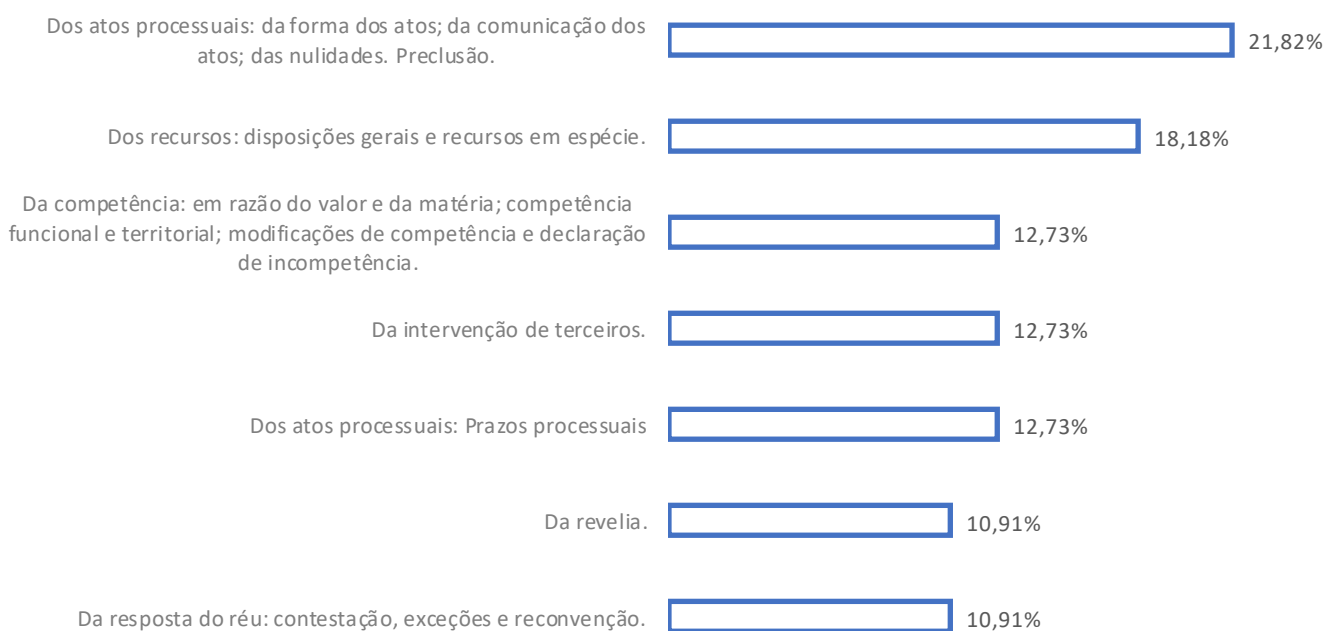 Dos atos processuais: da forma dos atos; da comunicação dos
atos; das nulidades. Preclusão.
21,82%
Dos recursos: disposições gerais e recursos em espécie.
18,18%
Da competência: em razão do valor e da matéria; competência
funcional e territorial; modificações de competência e declaração
de incompetência.
12,73%
Da intervenção de terceiros.
12,73%
Dos atos processuais: Prazos processuais
12,73%
Da revelia.
10,91%
Da resposta do réu: contestação, exceções e reconvenção.
10,91%